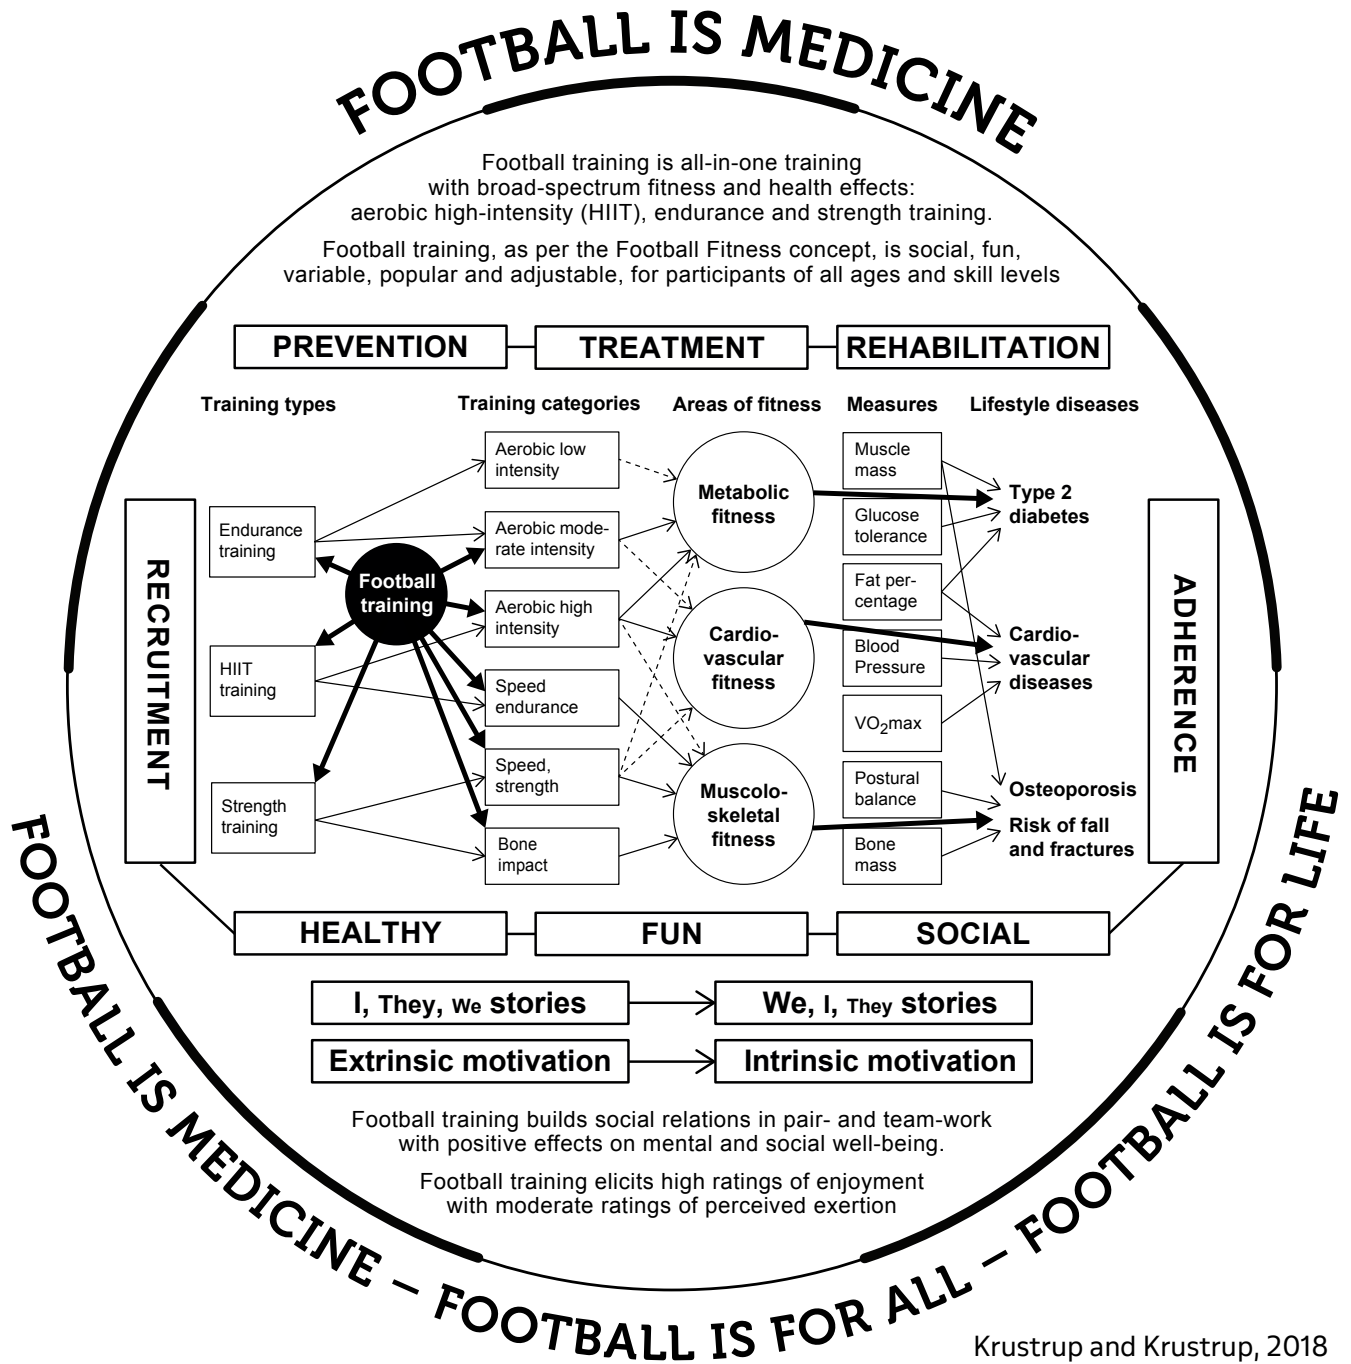 FOOTBALL IS MEDICINE
Football training is all-in-one training
with broad-spectrum fitness and health effects:
aerobic high-intensity (HIIT), endurance and strength training.
Football training, as per the Football Fitness concept, is social, fun,
variable, popular and adjustable, for participants of all ages and skill levels
PREVENTION
TREATMENT
REHABILITATION
Training types
Training categories
Areas of fitness
Measures
Lifestyle diseases
RECRUITMENT
Endurance
training
HIIT
training
Strength
training
Football
training
Aerobic low
intensity
Aerobic mode-
rate intensity
Aerobic high
intensity
Speed
endurance
Speed,
strength
Bone
impact
Metabolic
fitness
Cardio-
vascular
fitness
Muscolo-
skeletal
fitness
Muscle
mass
Glucose
tolerance
Fat per-
centage
Blood
Pressure
VO2max
Postural
balance
Bone
mass
Type 2
diabetes
Cardio-
vascular
diseases
Osteoporosis
Risk of fall
and fractures
ADHERENCE
HEALTHY
FUN
SOCIAL
I, They, We stories
We, I, They stories
Extrinsic motivation
Intrinsic motivation
Football training builds social relations in pair- and team-work
with positive effects on mental and social well-being.
Football training elicits high ratings of enjoyment
with moderate ratings of perceived exertion
FOOTBALL IS MEDICINE – FOOTBALL IS FOR ALL – FOOTBALL IS FOR LIFE
Krustrup and Krustrup, 2018